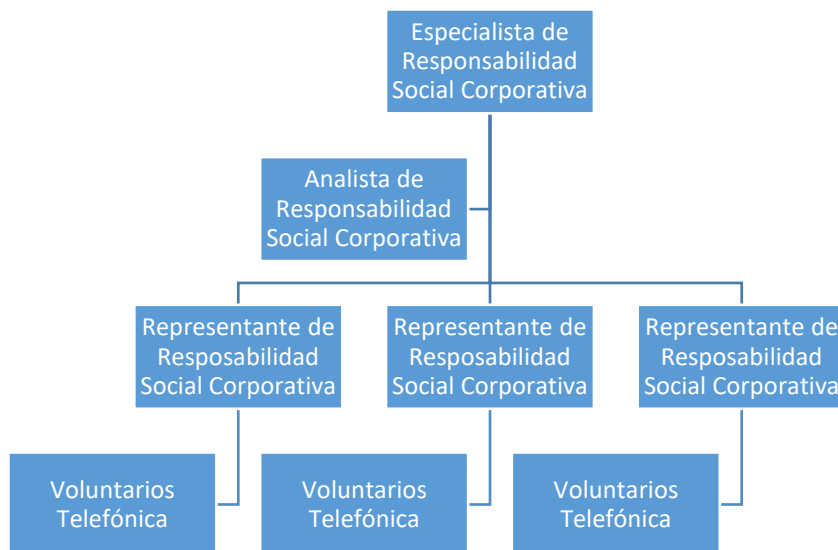 Especialista de
Responsabilidad
Social Corporativa
Analista de
Responsabilidad
Social Corporativa
Representante de
Resposabilidad
Social Corporativa
Representante de
Resposabilidad
Social Corporativa
Representante de
Resposabilidad
Social Corporativa
Voluntarios
Telefónica
Voluntarios
Telefónica
Voluntarios
Telefónica